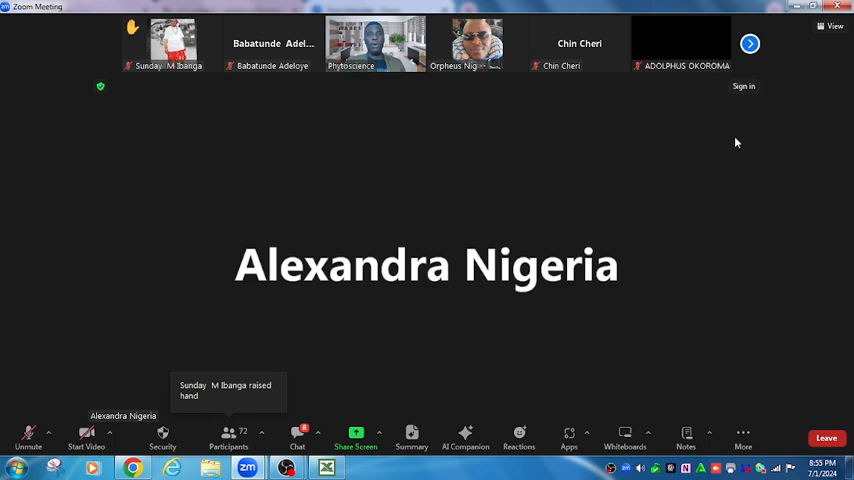 Zoom Meeting
View
Babatunde Adel...
Chin Cheri
Sunday M Ibanga
Babatunde Adeloye
Phytoscience
Orpheus Nig
Chin Cheri
ADOLPHUS OKOROMA
Sign in
Alexandra Nigeria
Sunday M Ibanga raised
hand
Alexandra Nigeria
72
8
Unmute
Start Video
Security
Participants
Chat
Share Screen
Summary
AI Companion
Reactions
Apps
Whiteboards
Notes
More
Leave
zm
8:55 PM
7/1/2024